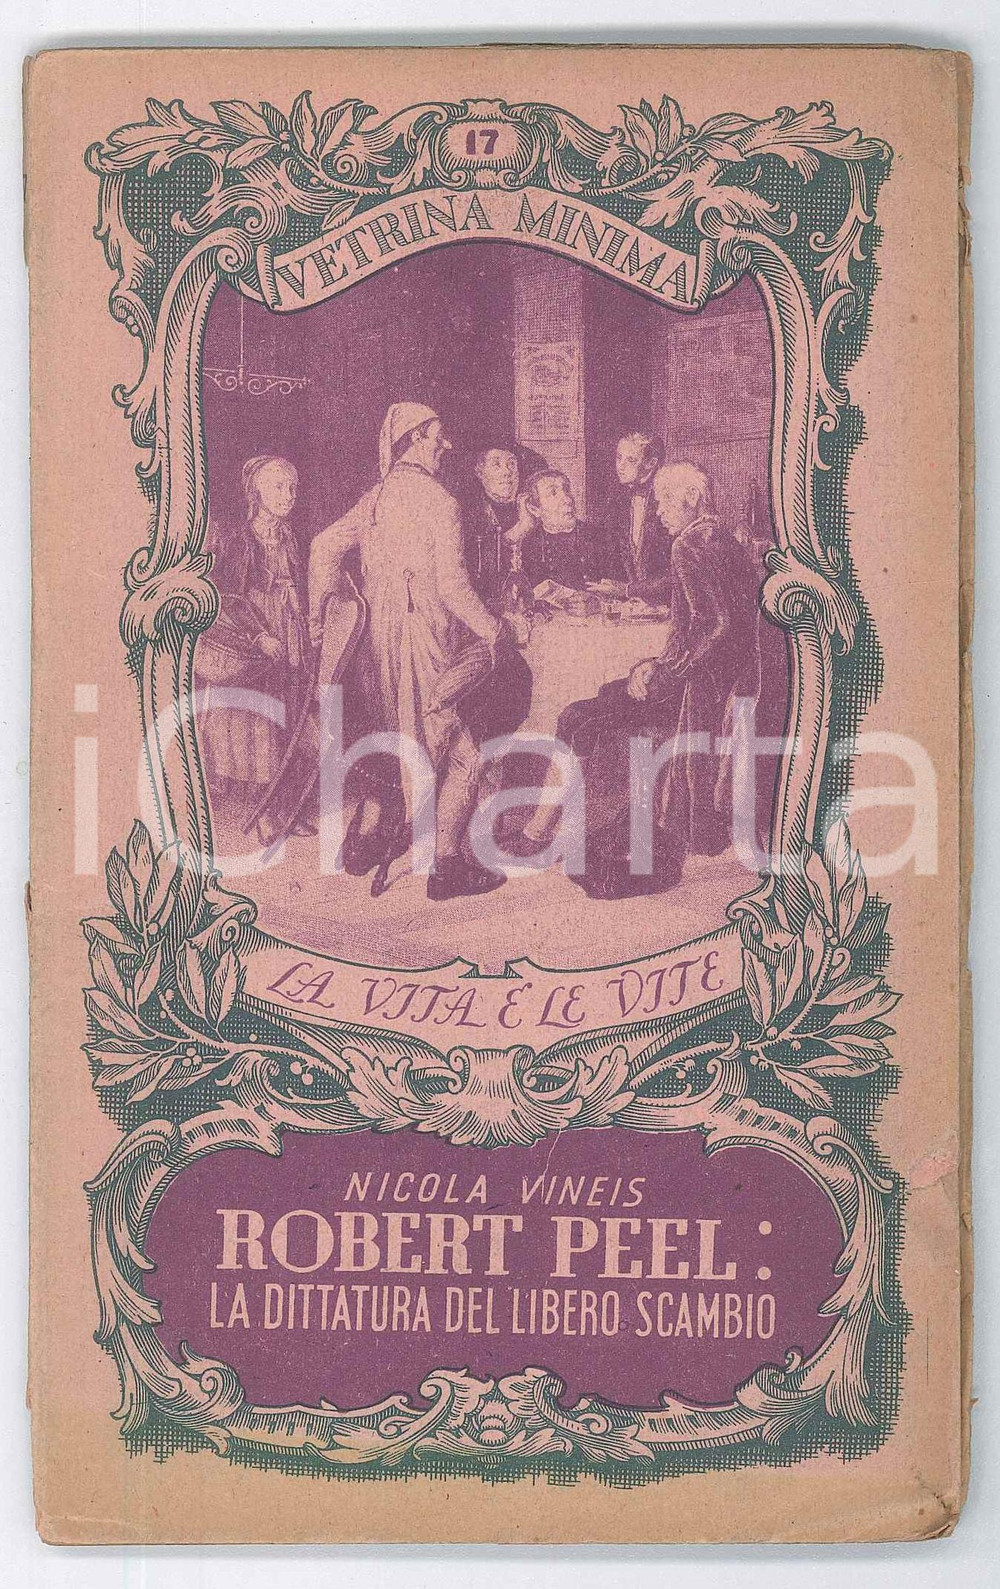 17
VETRINA MINIMA
LA VITA E LE VITE
NICOLA VINEIS
ROBERT PEEL:
LA DITTATURA DEL LIBERO SCAMBIO
iCharta